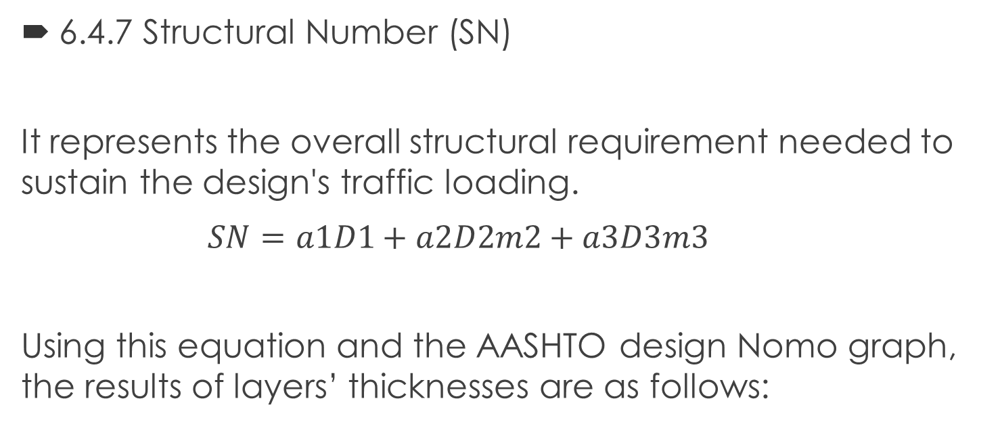 6.4.7 Structural Number (SN)
It represents the overall structural requirement needed to
sustain the design's traffic loading.
SN = a1D1 + a2D2m2 + a3D3m3
Using this equation and the AASHTO design Nomo graph,
the results of layers’ thicknesses are as follows: